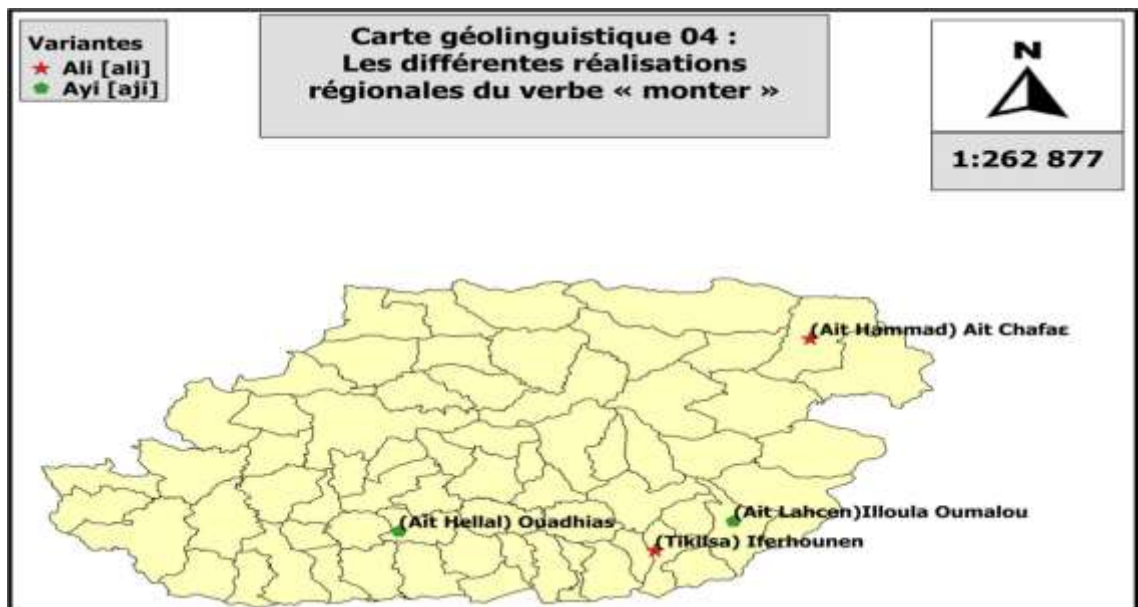 Variantes
Ali [ali]
Ayi [aji]
Carte géolinguistique 04 :
Les différentes réalisations
régionales du verbe « monter »
N
1:262 877
(Ait Hammad) Ait Chafaɛ
(Ait Lahcen)Illoula Oumalou
(Aït Hellal) Ouadhias
(Tikilsa) Iferhounen